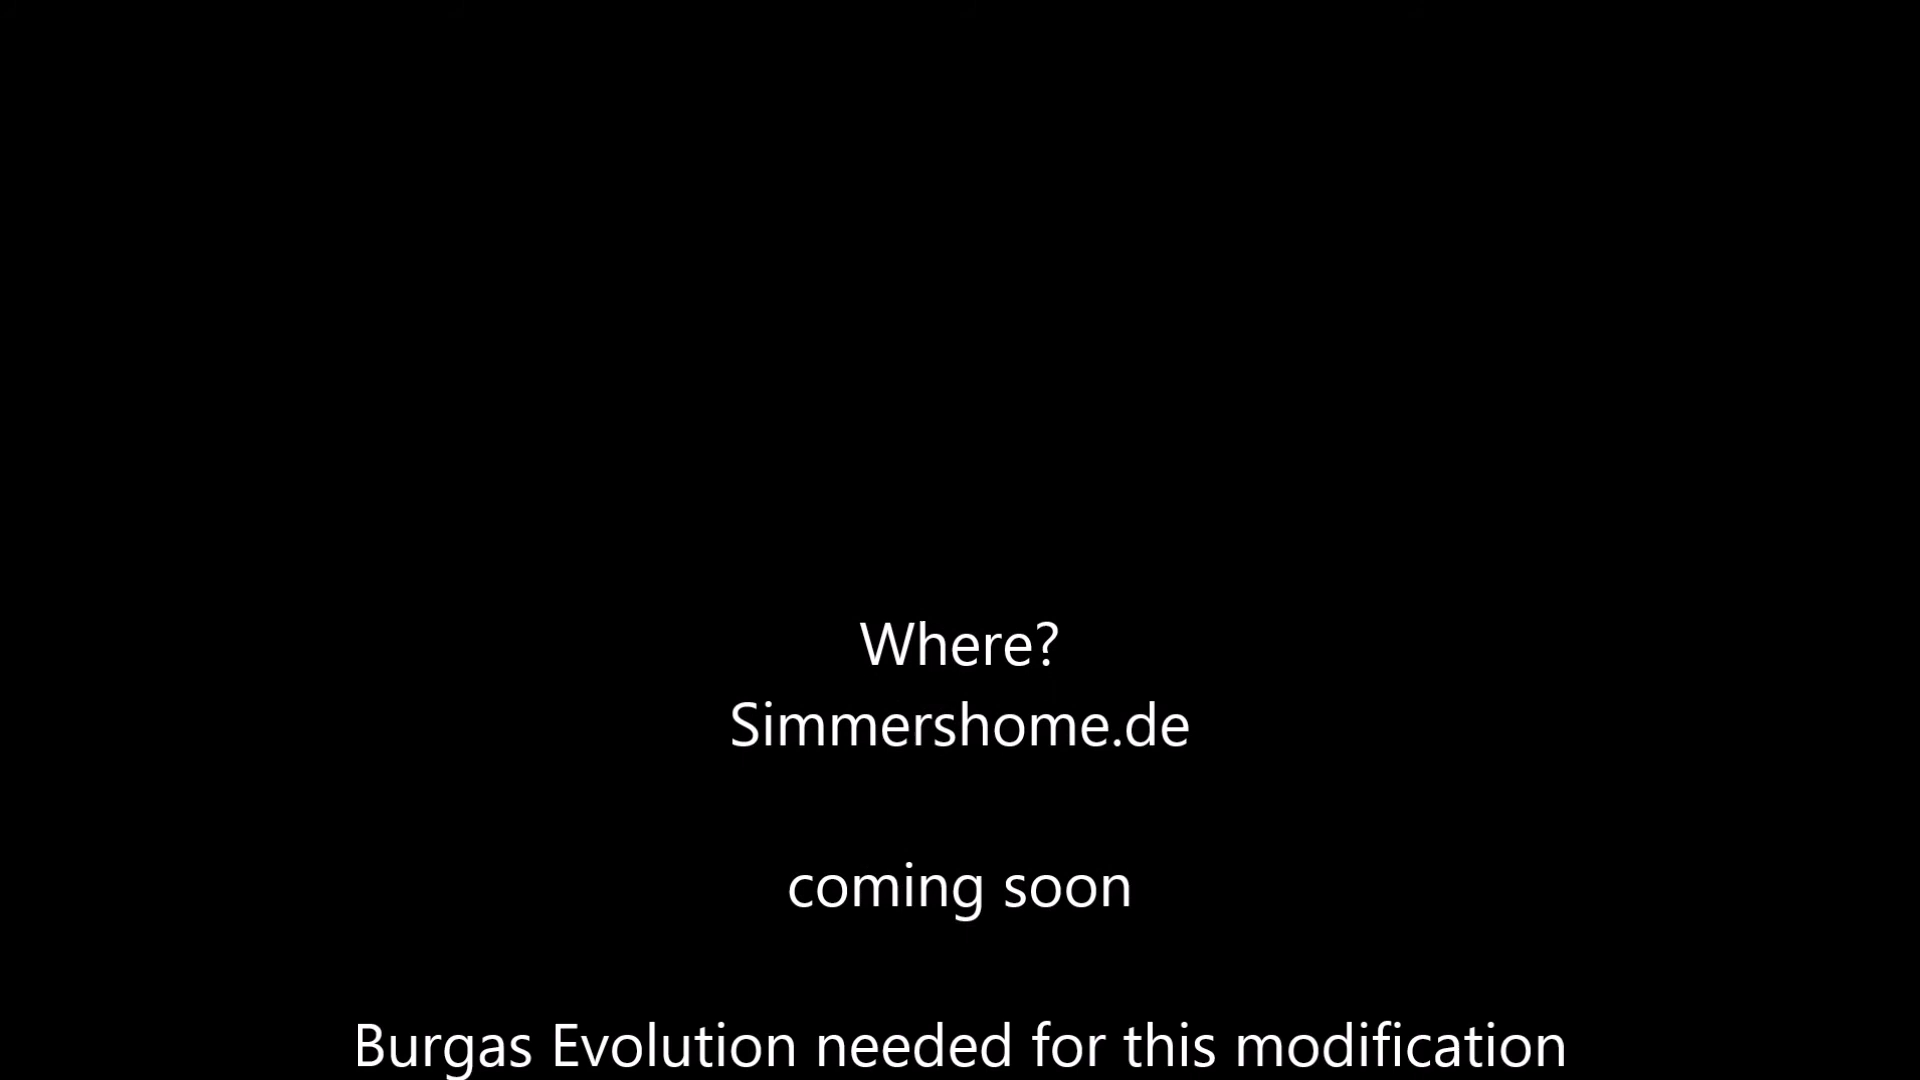 Where?
Simmershome.de
coming soon
Burgas Evolution needed for this modification